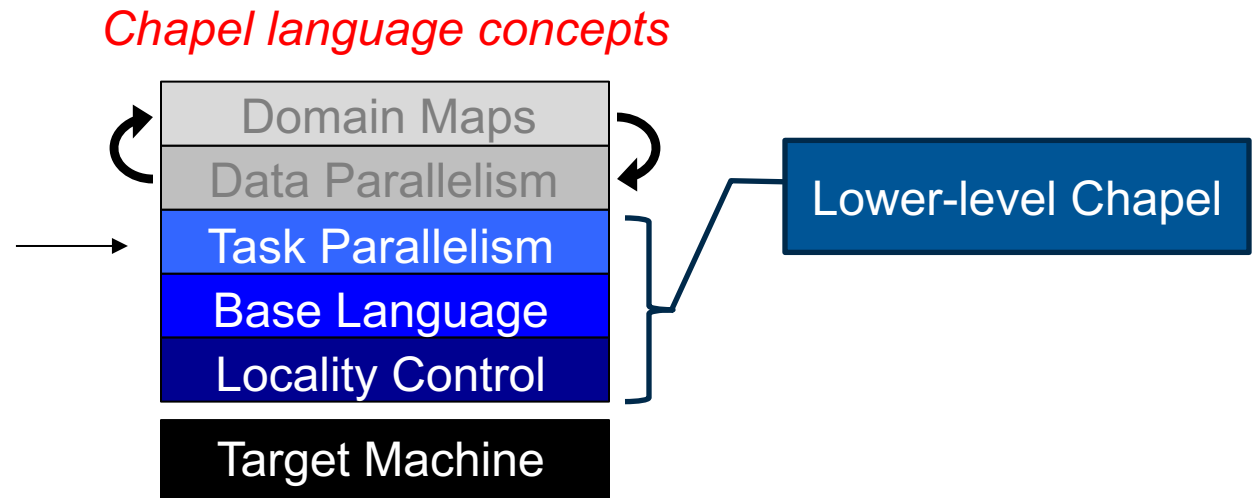 Chapel language concepts
Domain Maps
Data Parallelism
Task Parallelism
Base Language
Locality Control
Target Machine
Lower-level Chapel